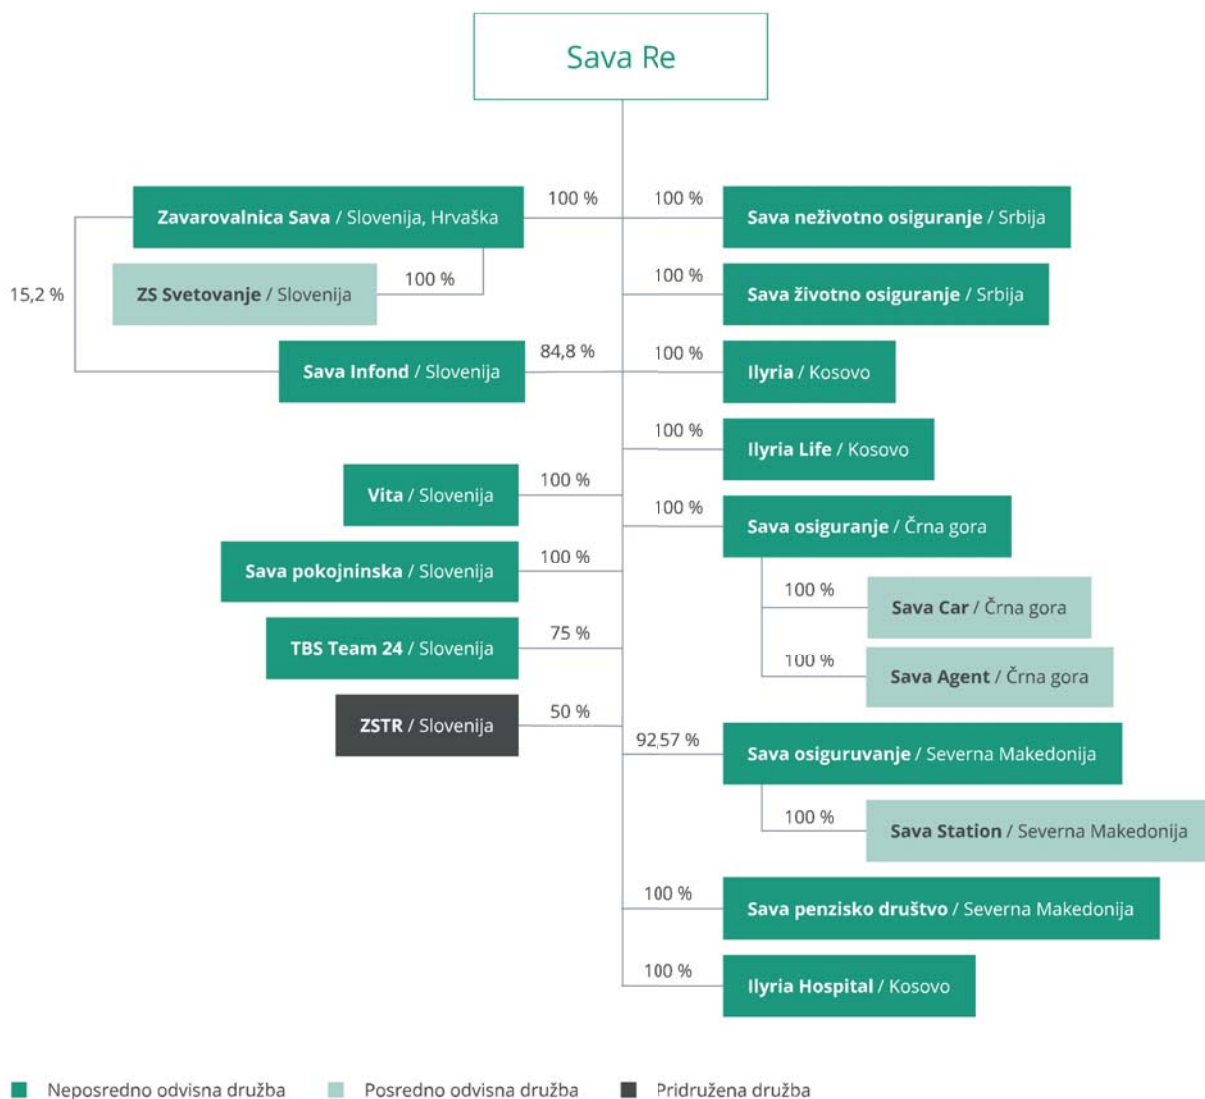 Sava Re
100 %
Zavarovalnica Sava / Slovenija, Hrvaška
100 %
ZS Svetovanje / Slovenija
15,2 %
84,8 %
Sava Infond / Slovenija
100 %
Vita / Slovenija
100 %
Sava pokojninska / Slovenija
75 %
TBS Team 24 / Slovenija
50 %
ZSTR / Slovenija
100 %
Sava neživotno osiguranje / Srbija
100 %
Sava životno osiguranje / Srbija
100 %
Ilyria / Kosovo
100 %
Ilyria Life / Kosovo
100 %
Sava osiguranje / Črna gora
100 %
Sava Car / Črna gora
100 %
Sava Agent / Črna gora
92,57 %
Sava osiguruvanje / Severna Makedonija
100 %
Sava Station / Severna Makedonija
100 %
Sava penzisko društvo / Severna Makedonija
100 %
Ilyria Hospital / Kosovo
Neposredno odvisna družba
Posredno odvisna družba
Pridružena družba